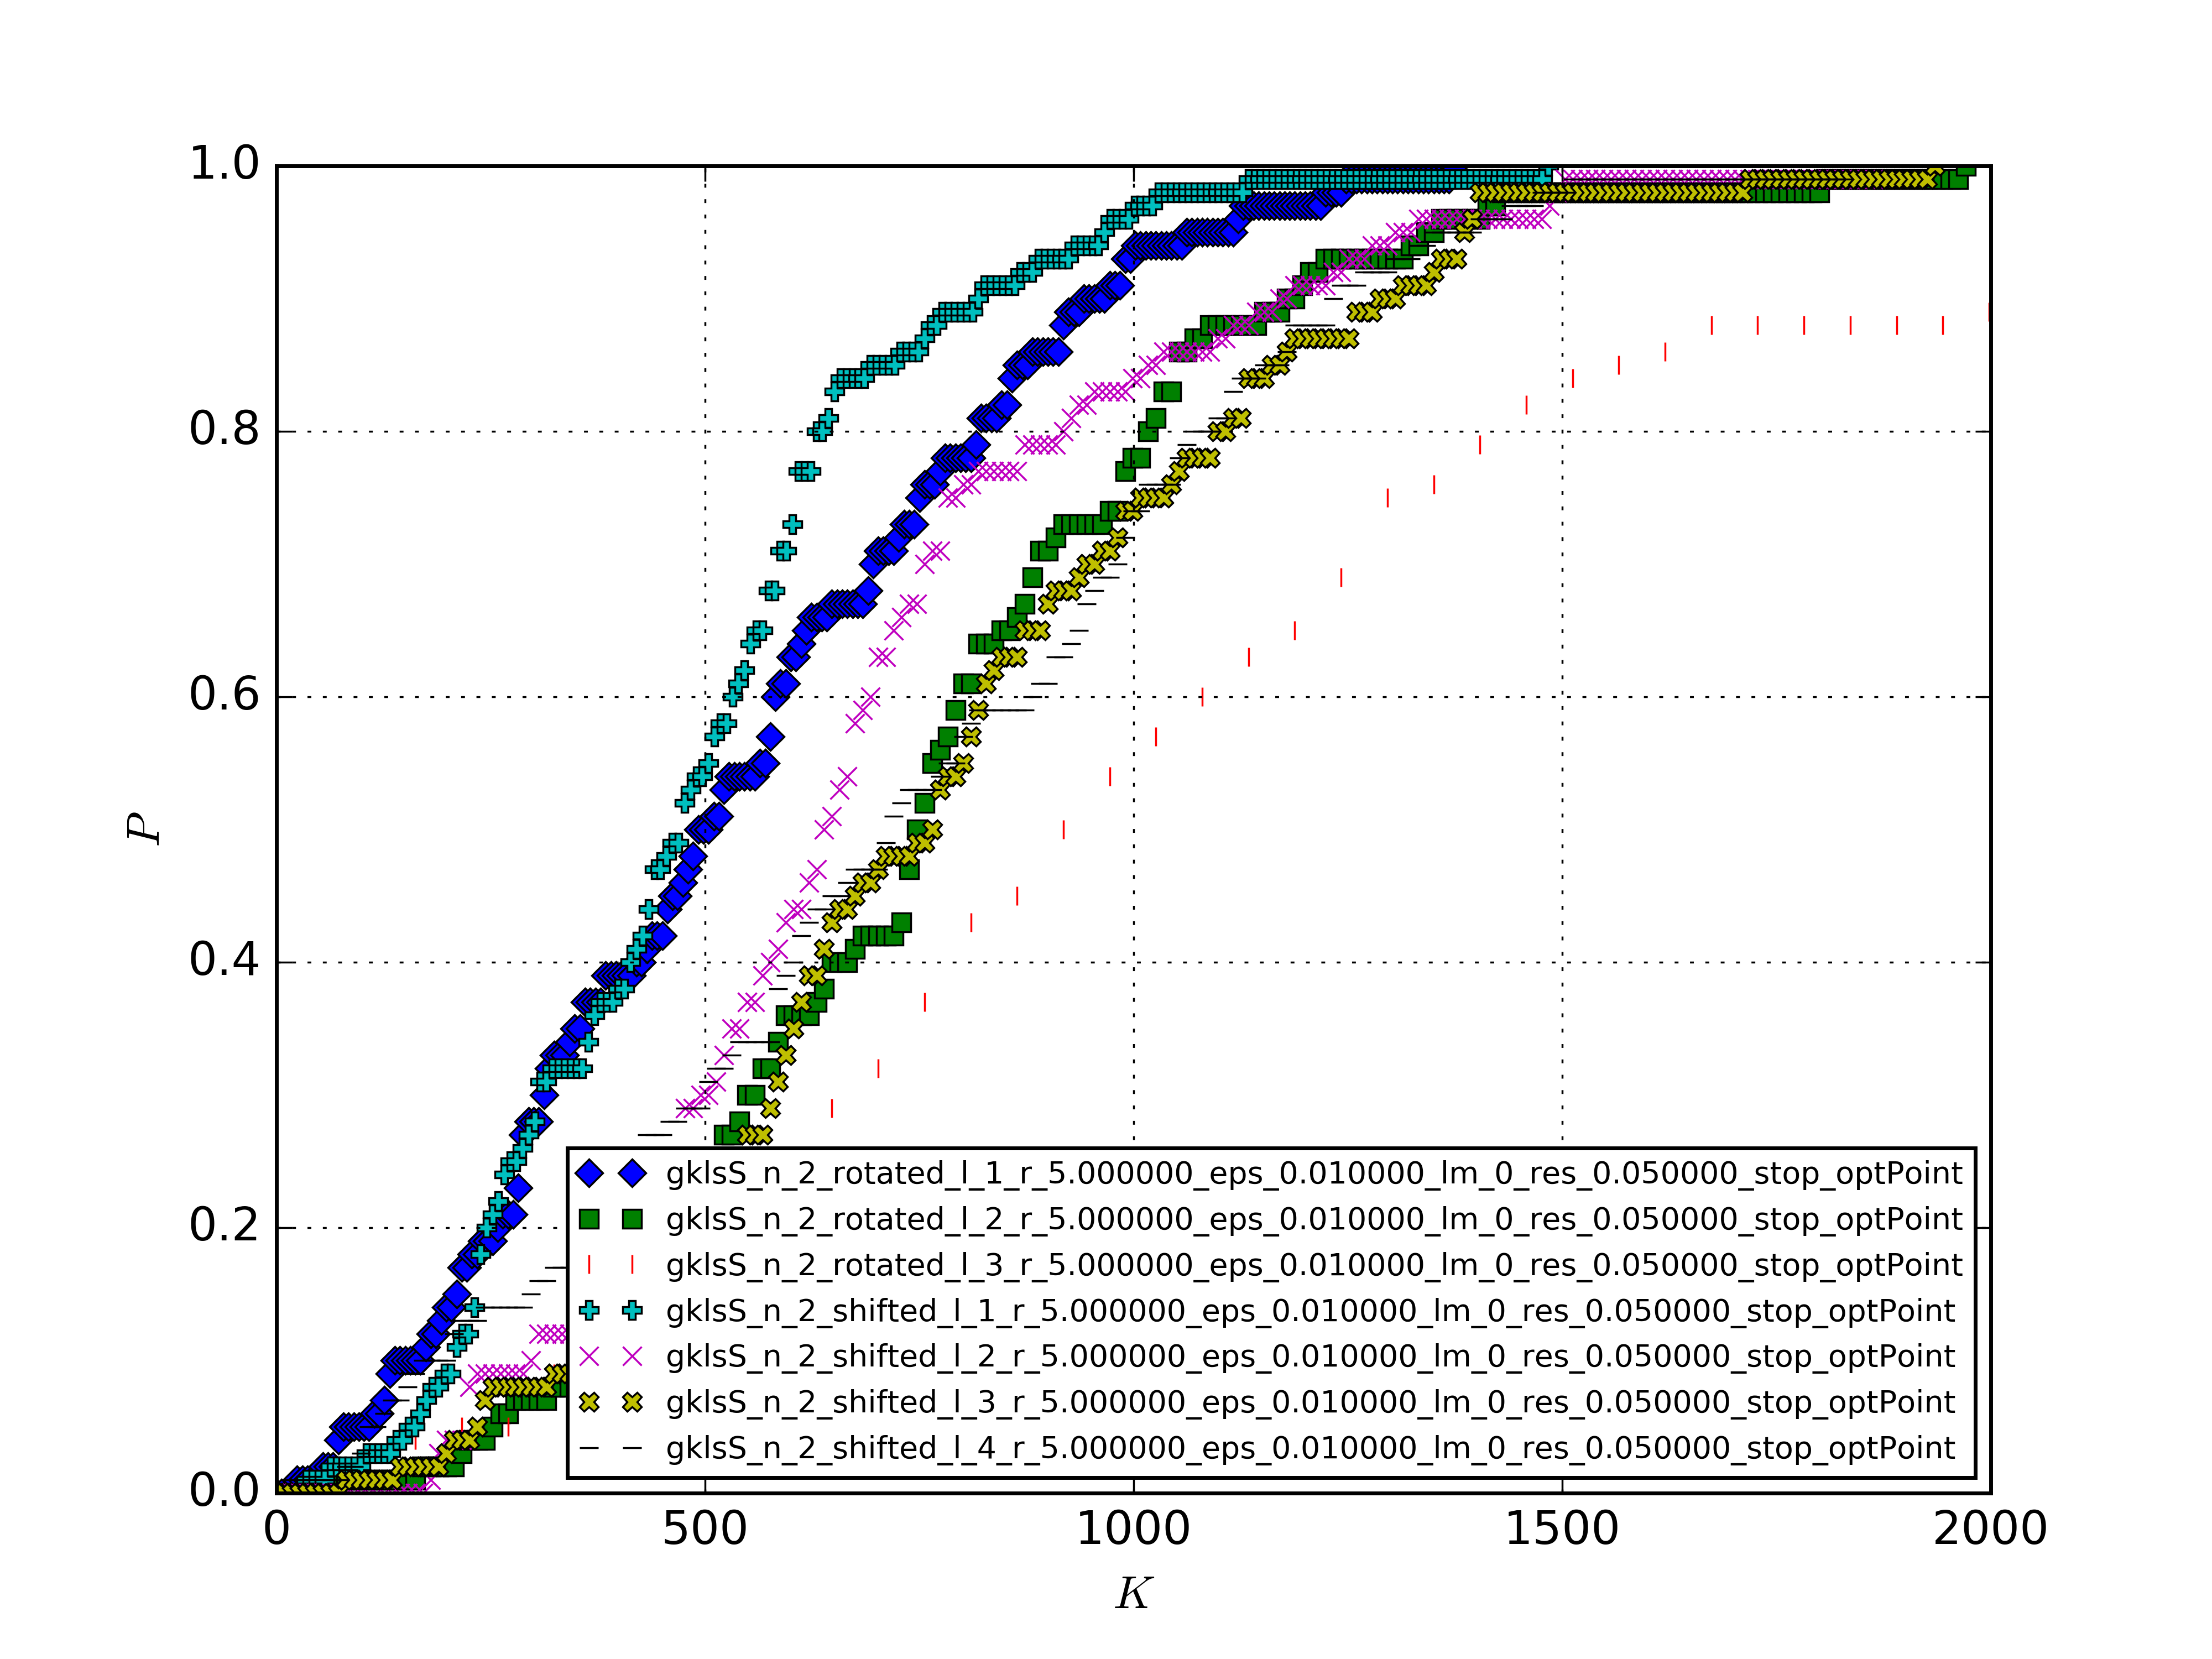 1.0
0.8
0.6
0.4
0.2
0.0
P
gklsS_n_2_rotated_l_1_r_5.000000_eps_0.010000_lm_0_res_0.050000_stop_optPoint
gklsS_n_2_rotated_l_2_r_5.000000_eps_0.010000_lm_0_res_0.050000_stop_optPoint
gklsS_n_2_rotated_l_3_r_5.000000_eps_0.010000_lm_0_res_0.050000_stop_optPoint
gklsS_n_2_shifted_l_1_r_5.000000_eps_0.010000_lm_0_res_0.050000_stop_optPoint
gklsS_n_2_shifted_l_2_r_5.000000_eps_0.010000_lm_0_res_0.050000_stop_optPoint
gklsS_n_2_shifted_l_3_r_5.000000_eps_0.010000_lm_0_res_0.050000_stop_optPoint
gklsS_n_2_shifted_l_4_r_5.000000_eps_0.010000_lm_0_res_0.050000_stop_optPoint
0 500 1000 1500 2000
K